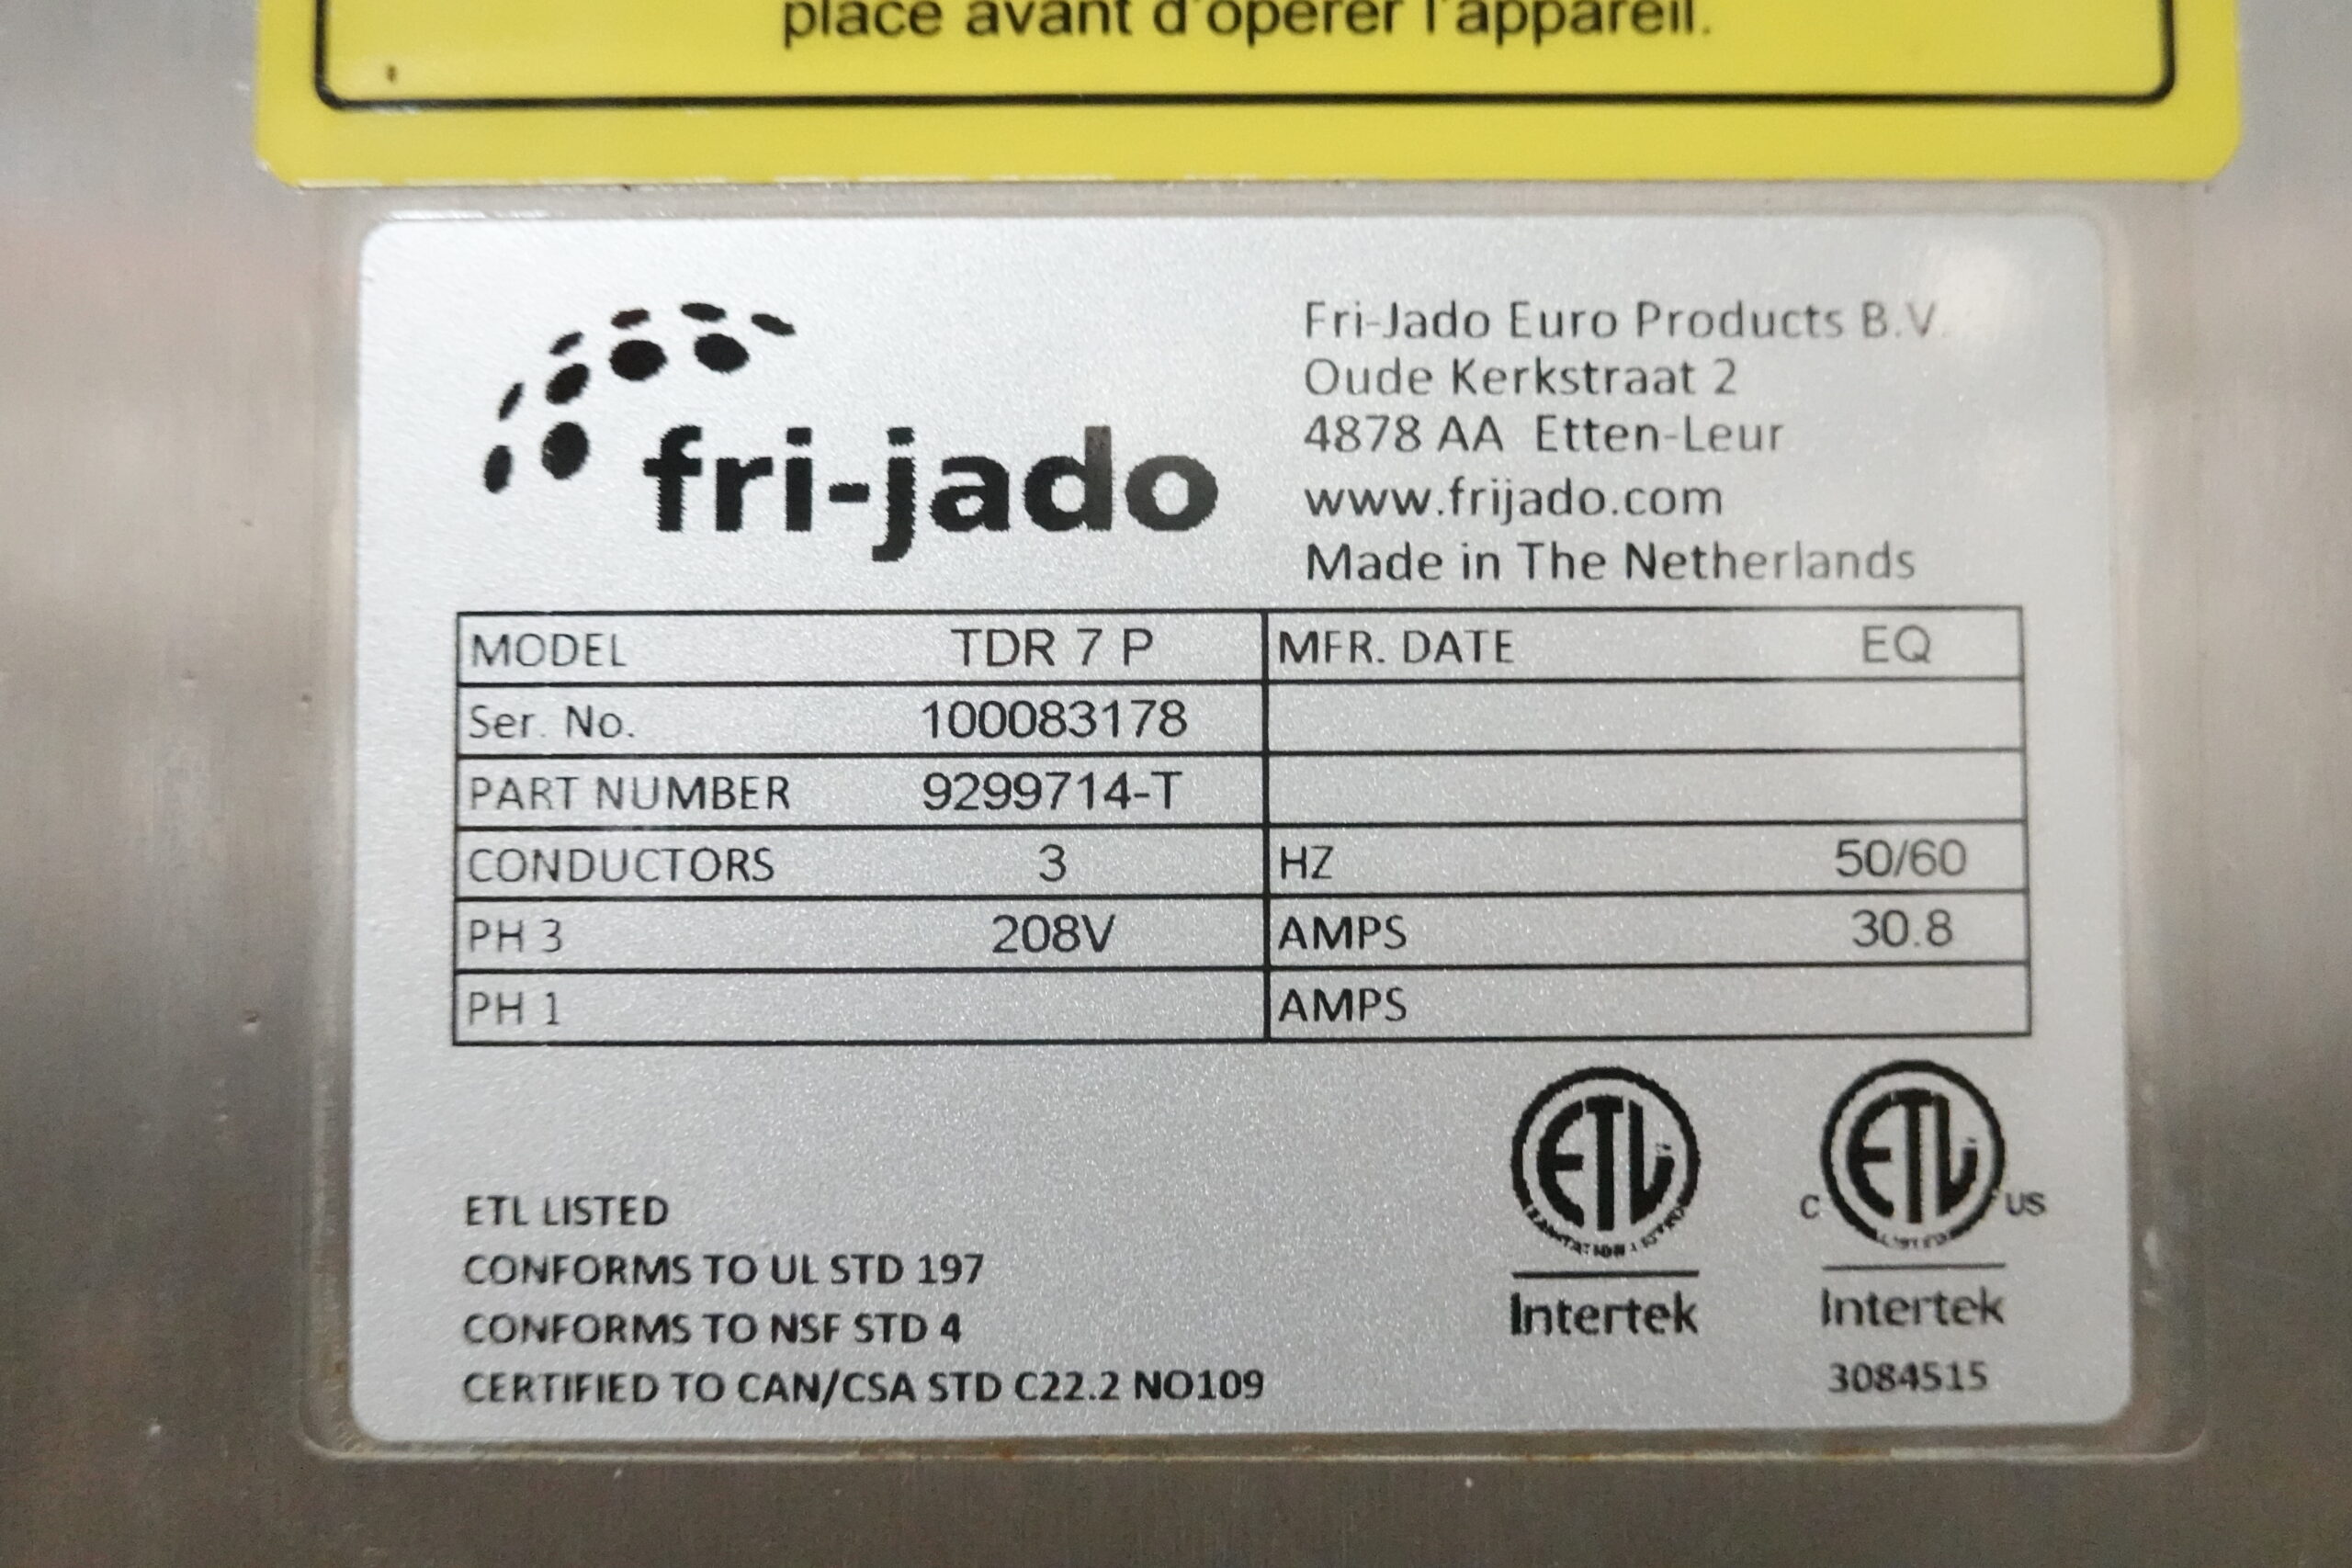 place avant d'opérer l'appareil.
fri-jado
Fri-Jado Euro Products B.V.
Oude Kerkstraat 2
4878 AA Etten-Leur
www.frijado.com
Made in The Netherlands
MODEL TDR 7 P MFR. DATE EQ
Ser. No. 100083178
PART NUMBER 9299714-T
CONDUCTORS 3 HZ 50/60
PH 3 208V AMPS 30.8
PH 1 AMPS
ETL LISTED
CONFORMS TO UL STD 197
CONFORMS TO NSF STD 4
CERTIFIED TO CAN/CSA STD C22.2 NO109
ETL
Intertek
C ETL US
LISTED
Intertek
3084515